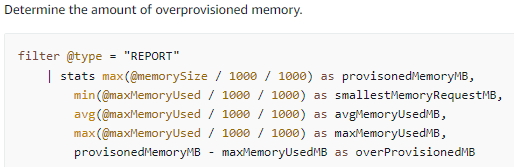 Determine the amount of overprovisioned memory.
filter @type = "REPORT"
| stats max(@memorySize / 1000 / 1000) as provisonedMemoryMB,
min(@maxMemoryUsed / 1000 / 1000) as smallestMemoryRequestMB,
avg(@maxMemoryUsed / 1000 / 1000) as avgMemoryUsedMB,
max(@maxMemoryUsed / 1000 / 1000) as maxMemoryUsedMB,
provisonedMemoryMB - maxMemoryUsedMB as overProvisionedMB